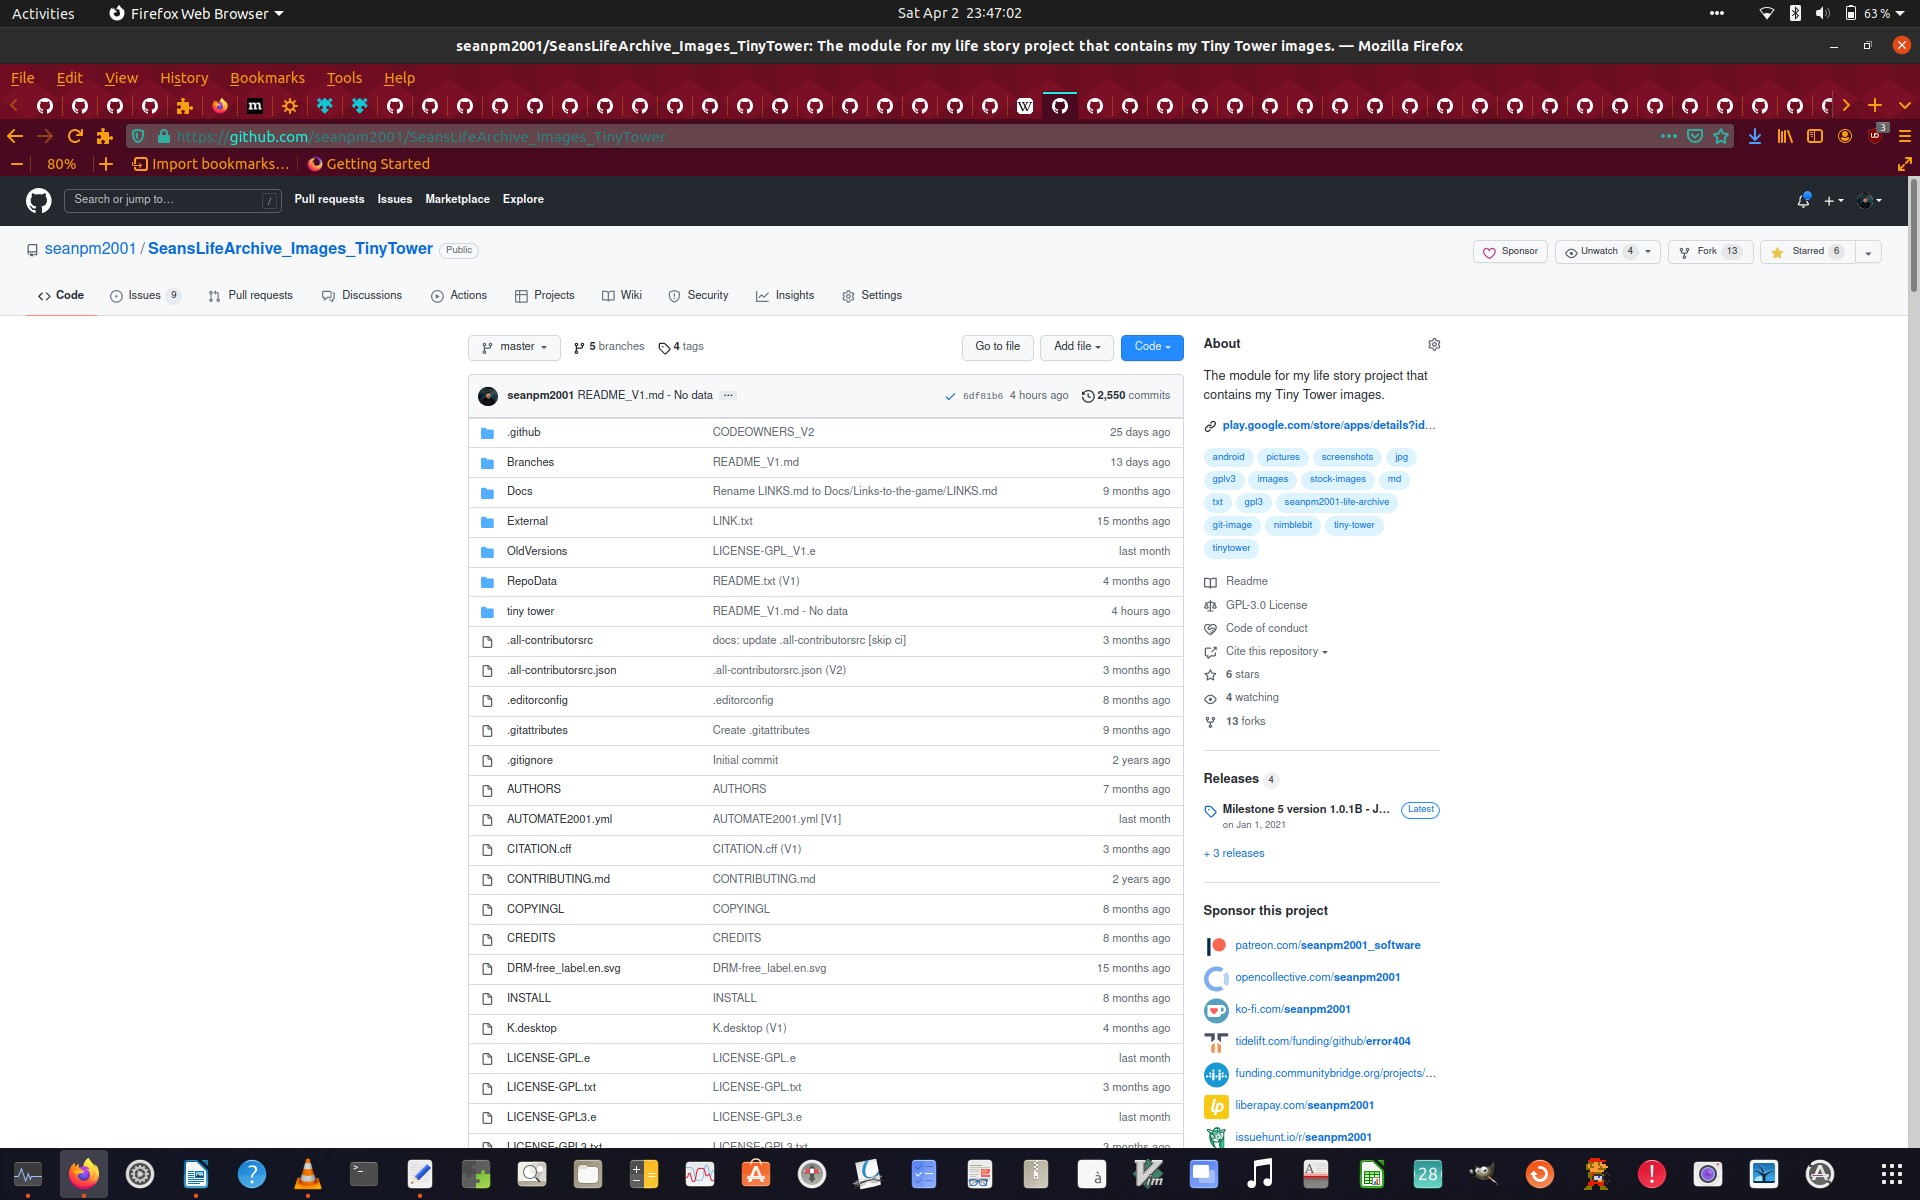 Activities Firefox Web Browser Sat Apr 2 23:47:02 63 %
seanpm2001/SeansLifeArchive_Images_TinyTower: The module for my life story project that contains my Tiny Tower images. — Mozilla Firefox
File Edit View History Bookmarks Tools Help
https://github.com/seanpm2001/SeansLifeArchive_Images_TinyTower 3
80% Import bookmarks... Getting Started
Search or jump to... / Pull requests Issues Marketplace Explore
seanpm2001 / SeansLifeArchive_Images_TinyTower Public Sponsor Unwatch 4 Fork 13 Starred 6
Code Issues 9 Pull requests Discussions Actions Projects Wiki Security Insights Settings
master 5 branches 4 tags Go to file Add file Code
seanpm2001 README_V1.md - No data ... 6df81b6 4 hours ago 2,550 commits
.github CODEOWNERS_V2 25 days ago
Branches README_V1.md 13 days ago
Docs Rename LINKS.md to Docs/Links-to-the-game/LINKS.md 9 months ago
External LINK.txt 15 months ago
OldVersions LICENSE-GPL_V1.e last month
RepoData README.txt (V1) 4 months ago
tiny tower README_V1.md - No data 4 hours ago
.all-contributorsrc docs: update .all-contributorsrc [skip ci] 3 months ago
.all-contributorsrc.json .all-contributorsrc.json (V2) 3 months ago
.editorconfig .editorconfig 8 months ago
.gitattributes Create .gitattributes 9 months ago
.gitignore Initial commit 2 years ago
AUTHORS AUTHORS 7 months ago
AUTOMATE2001.yml AUTOMATE2001.yml [V1] last month
CITATION.cff CITATION.cff (V1) 3 months ago
CONTRIBUTING.md CONTRIBUTING.md 2 years ago
COPYINGL COPYINGL 8 months ago
CREDITS CREDITS 8 months ago
DRM-free_label.en.svg DRM-free_label.en.svg 15 months ago
INSTALL INSTALL 8 months ago
K.desktop K.desktop (V1) 4 months ago
LICENSE-GPL.e LICENSE-GPL.e last month
LICENSE-GPL.txt LICENSE-GPL.txt 3 months ago
LICENSE-GPL3.e LICENSE-GPL3.e last month
LICENSE-GPL3.txt LICENSE-GPL3.txt 3 months ago
About
The module for my life story project that
contains my Tiny Tower images.
play.google.com/store/apps/details?id...
android pictures screenshots jpg
gplv3 images stock-images md
txt gpl3 seanpm2001-life-archive
git-image nimblebit tiny-tower
tinytower
Readme
GPL-3.0 License
Code of conduct
Cite this repository
6 stars
4 watching
13 forks
Releases 4
Milestone 5 version 1.0.1B - J... Latest
on Jan 1, 2021
+ 3 releases
Sponsor this project
patreon.com/seanpm2001_software
opencollective.com/seanpm2001
ko-fi.com/seanpm2001
tidelift.com/funding/github/error404
funding.communitybridge.org/projects/...
liberapay.com/seanpm2001
issuehunt.io/r/seanpm2001
28